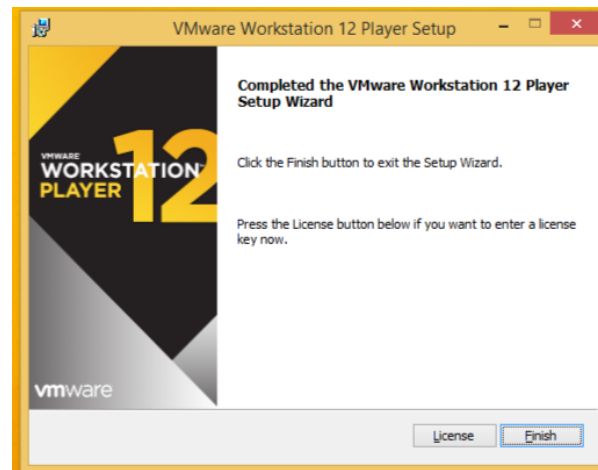 VMware Workstation 12 Player Setup
Completed the VMware Workstation 12 Player
Setup Wizard
Click the Finish button to exit the Setup Wizard.
Press the License button below if you want to enter a license
key now.
VMWARE
WORKSTATION™
PLAYER
12
vmware
License
Finish